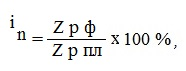 i n = Z р ф / Z р пл х 100 % ,